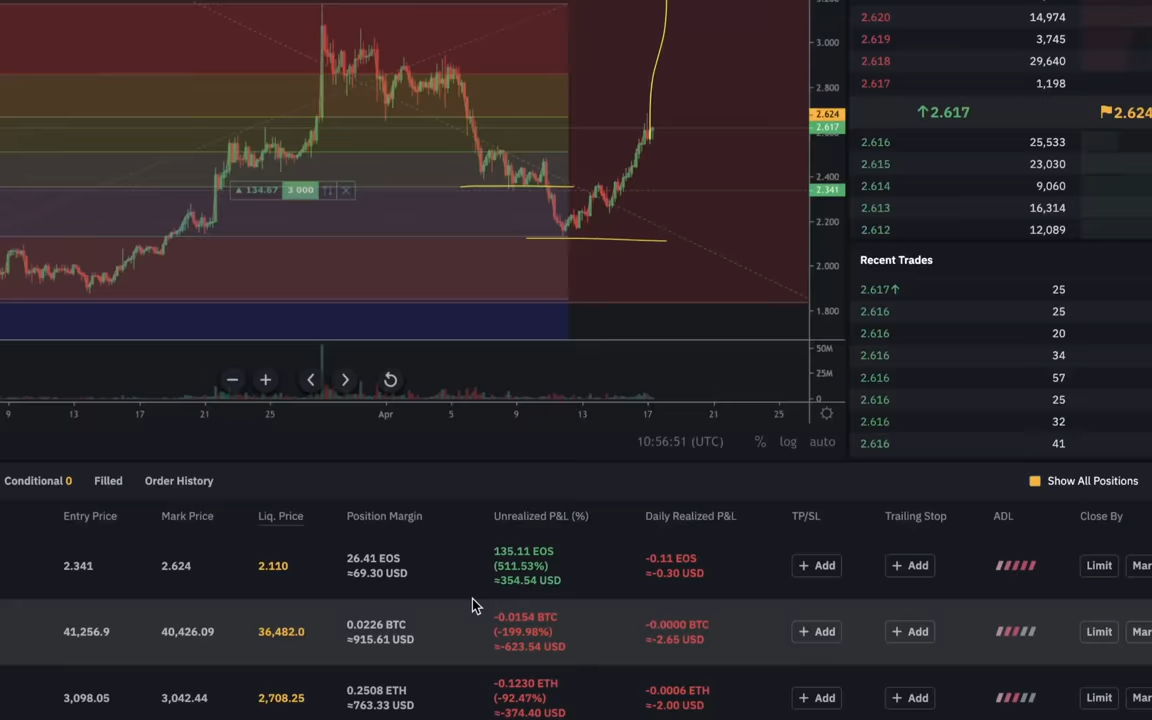 3.200
3.000
2.800
2.624
2.617
2.400
2.341
2.200
2.000
1.800
50M
25M
0
▲ 134.67 3 000
9 13 17 21 25 Apr 5 9 13 17 21 25
10:56:51 (UTC) % log auto
2.620 14,974
2.619 3,745
2.618 29,640
2.617 1,198
↑2.617 2.624
2.616 25,533
2.615 23,030
2.614 9,060
2.613 16,314
2.612 12,089
Recent Trades
2.617↑ 25
2.616 25
2.616 20
2.616 34
2.616 57
2.616 25
2.616 32
2.616 41
Conditional 0 Filled Order History Show All Positions
Entry Price Mark Price Liq. Price Position Margin Unrealized P&L (%) Daily Realized P&L TP/SL Trailing Stop ADL Close By
2.341 2.624 2.110 26.41 EOS ≈69.30 USD 135.11 EOS (511.53%) ≈354.54 USD -0.11 EOS ≈-0.30 USD + Add + Add Limit Mar
41,256.9 40,426.09 36,482.0 0.0226 BTC ≈915.61 USD -0.0154 BTC (-199.98%) ≈-623.54 USD -0.0000 BTC ≈-2.65 USD + Add + Add Limit Mar
3,098.05 3,042.44 2,708.25 0.2508 ETH ≈763.33 USD -0.1230 ETH (-92.47%) ≈-374.40 USD -0.0006 ETH ≈-2.00 USD + Add + Add Limit Mar